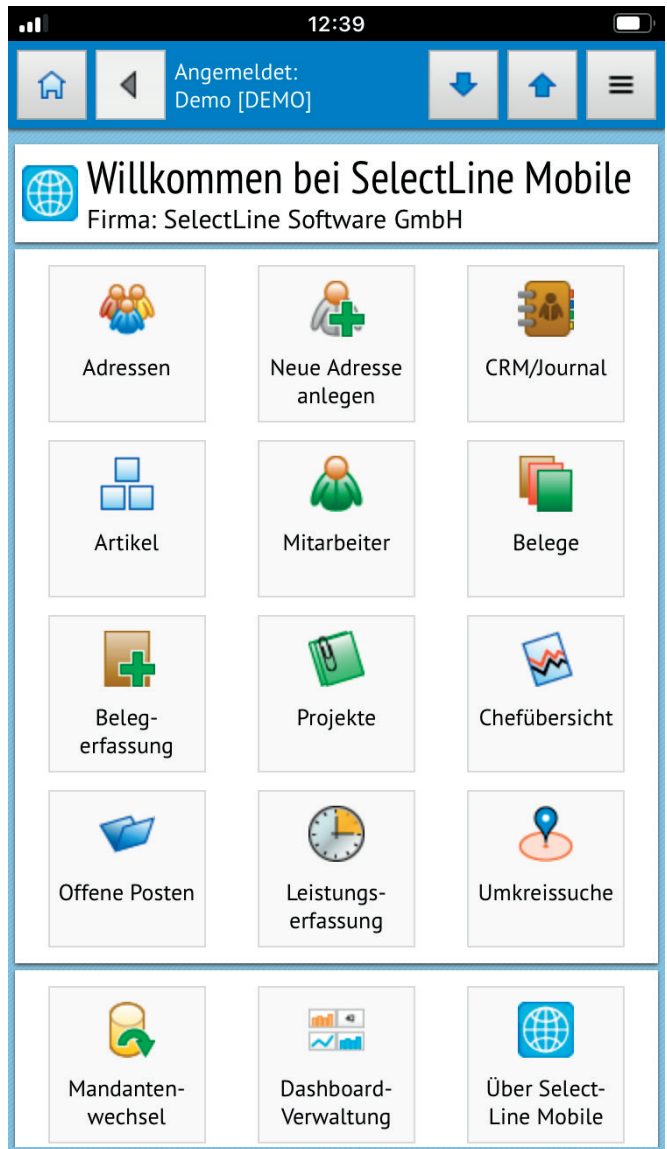 12:39
Angemeldet:
Demo [DEMO]
Willkommen bei SelectLine Mobile
Firma: SelectLine Software GmbH
Adressen
Neue Adresse
anlegen
CRM/Journal
Artikel
Mitarbeiter
Belege
Beleg-
erfassung
Projekte
Chefübersicht
Offene Posten
Leistungs-
erfassung
Umkreissuche
Mandanten-
wechsel
Dashboard-
Verwaltung
Über Select-
Line Mobile